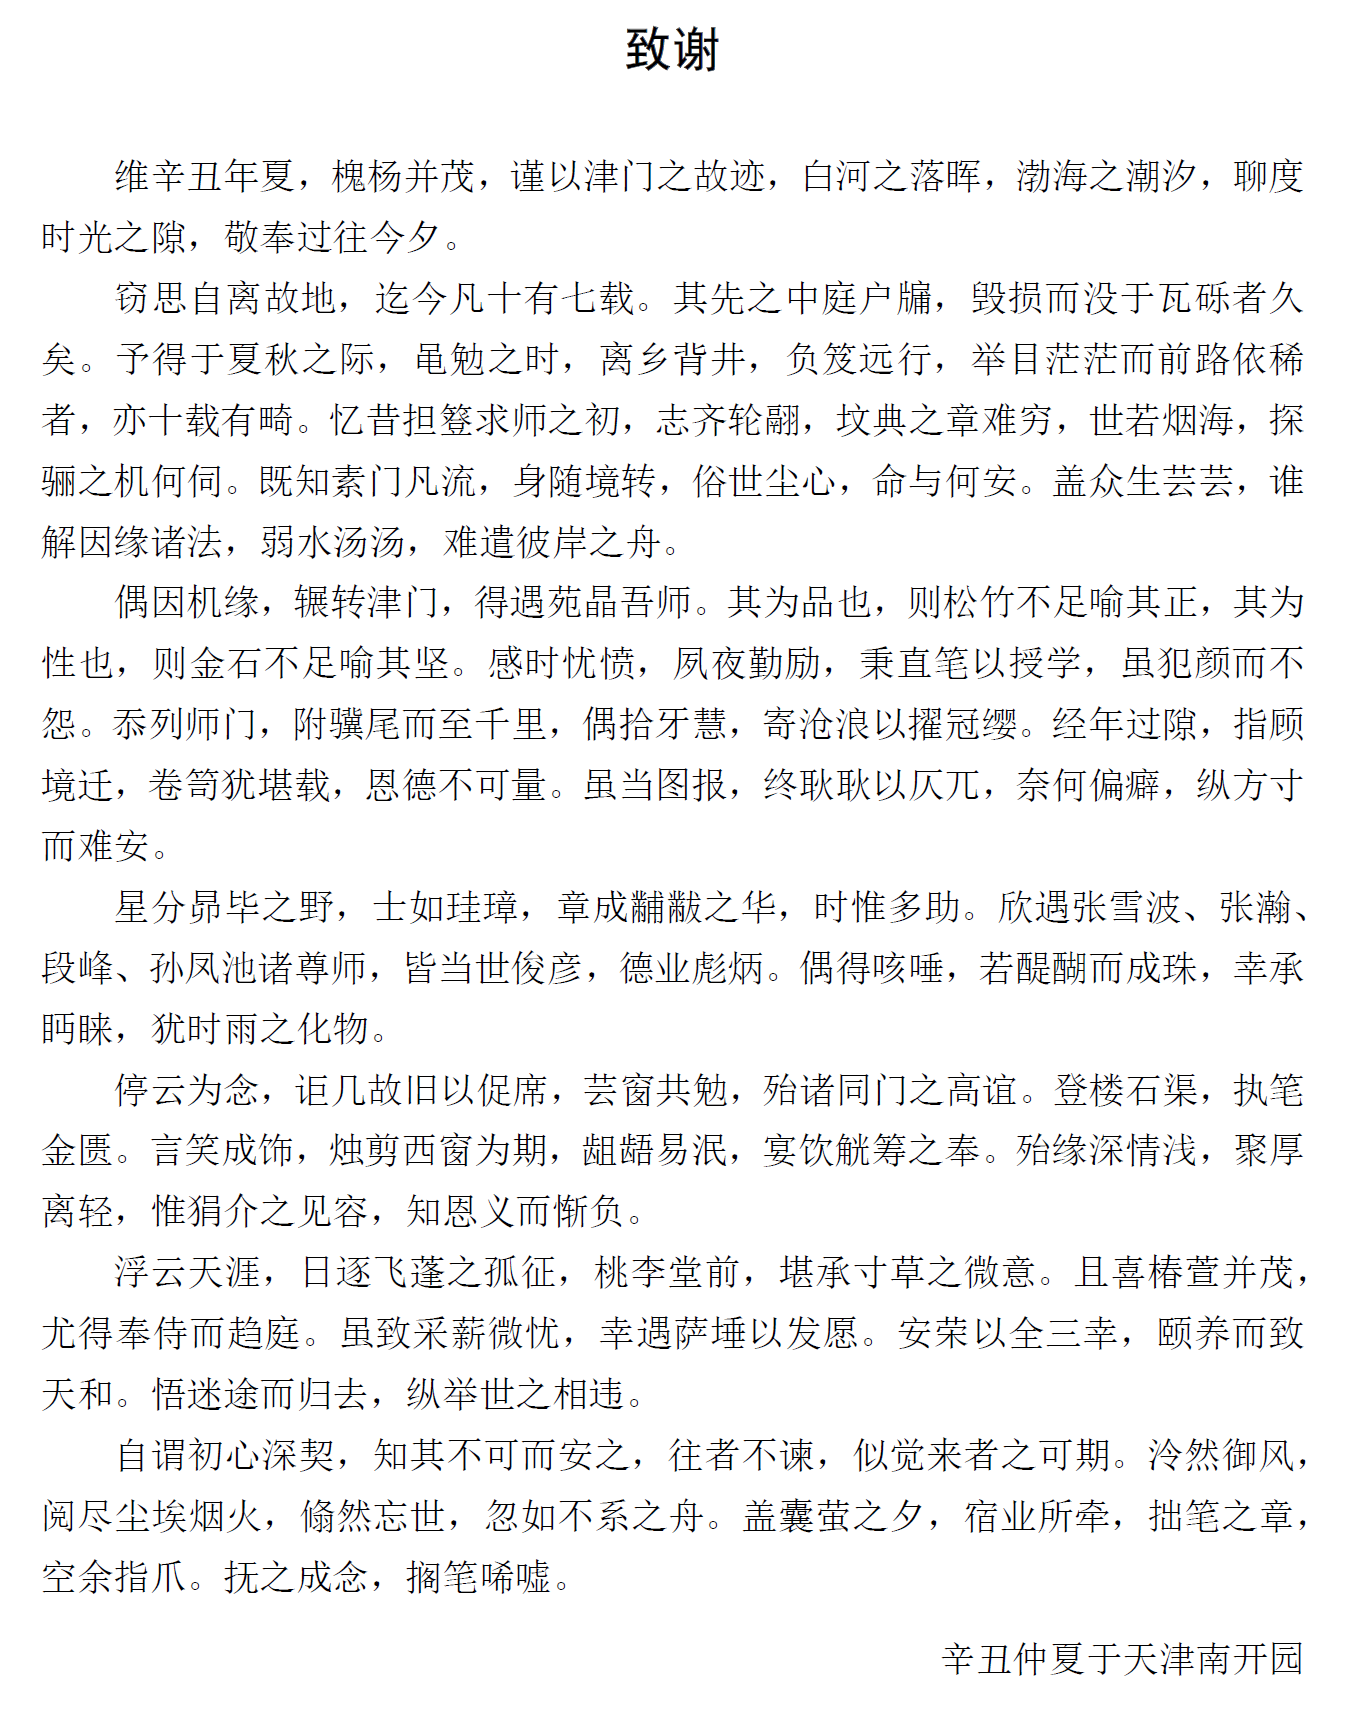 致谢
维辛丑年夏，槐杨并茂，谨以津门之故迹，白河之落晖，渤海之潮汐，聊度
时光之隙，敬奉过往今夕。
窃思自离故地，迄今凡十有七载。其先之中庭户牖，毁损而没于瓦砾者久
矣。予得于夏秋之际，黾勉之时，离乡背井，负笈远行，举目茫茫而前路依稀
者，亦十载有畸。忆昔担簦求师之初，志齐轮翮，坟典之章难穷，世若烟海，探
骊之机何伺。既知素门凡流，身随境转，俗世尘心，命与何安。盖众生芸芸，谁
解因缘诸法，弱水汤汤，难遣彼岸之舟。
偶因机缘，辗转津门，得遇苑晶吾师。其为品也，则松竹不足喻其正，其为
性也，则金石不足喻其坚。感时忧愤，夙夜勤励，秉直笔以授学，虽犯颜而不
怨。忝列师门，附骥尾而至千里，偶拾牙慧，寄沧浪以擢冠缨。经年过隙，指顾
境迁，卷笥犹堪载，恩德不可量。虽当图报，终耿耿以仄兀，奈何偏癖，纵方寸
而难安。
星分昴毕之野，士如珪璋，章成黼黻之华，时惟多助。欣遇张雪波、张瀚、
段峰、孙凤池诸尊师，皆当世俊彦，德业彪炳。偶得咳唾，若醍醐而成珠，幸承
眄睐，犹时雨之化物。
停云为念，讵几故旧以促席，芸窗共勉，殆诸同门之高谊。登楼石渠，执笔
金匮。言笑成饰，烛剪西窗为期，龃龉易泯，宴饮觥筹之奉。殆缘深情浅，聚厚
离轻，惟狷介之见容，知恩义而惭负。
浮云天涯，日逐飞蓬之孤征，桃李堂前，堪承寸草之微意。且喜椿萱并茂，
尤得奉侍而趋庭。虽致采薪微忧，幸遇萨埵以发愿。安荣以全三幸，颐养而致
天和。悟迷途而归去，纵举世之相违。
自谓初心深契，知其不可而安之，往者不谏，似觉来者之可期。泠然御风，
阅尽尘埃烟火，翛然忘世，忽如不系之舟。盖囊萤之夕，宿业所牵，拙笔之章，
空余指爪。抚之成念，搁笔唏嘘。
辛丑仲夏于天津南开园